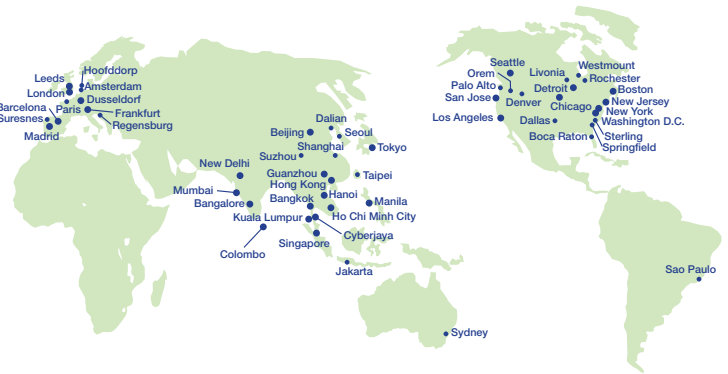 Hoofddorp
Leeds
Amsterdam
London
Dusseldorf
Barcelona
Paris
Frankfurt
Suresnes
Regensburg
Madrid
Dalian
Beijing
Seoul
Shanghai
Tokyo
Suzhou
New Delhi
Guanzhou
Taipei
Hong Kong
Mumbai
Hanoi
Bangkok
Manila
Bangalore
Kuala Lumpur
Ho Chi Minh City
Cyberjaya
Singapore
Colombo
Jakarta
Sydney
Seattle
Westmount
Orem
Livonia
Rochester
Palo Alto
Detroit
Boston
San Jose
Denver
New Jersey
Chicago
New York
Los Angeles
Dallas
Washington D.C.
Boca Raton
Sterling
Springfield
Sao Paulo